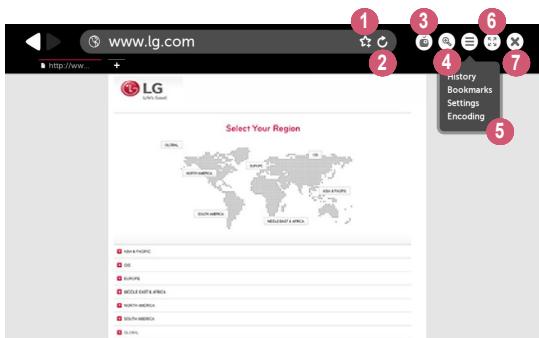 1
3
6
www.lg.com
2
4
7
http://ww...
+
History
Bookmarks
Settings
Encoding
5
LG
Life's Good
Select Your Region
GLOBAL
CIS
EUROPE
NORTH AMERICA
ASIA & PACIFIC
SOUTH AMERICA
MIDDLE EAST & AFRICA
ASIA & PACIFIC
CIS
EUROPE
MIDDLE EAST & AFRICA
NORTH AMERICA
SOUTH AMERICA
GLOBAL